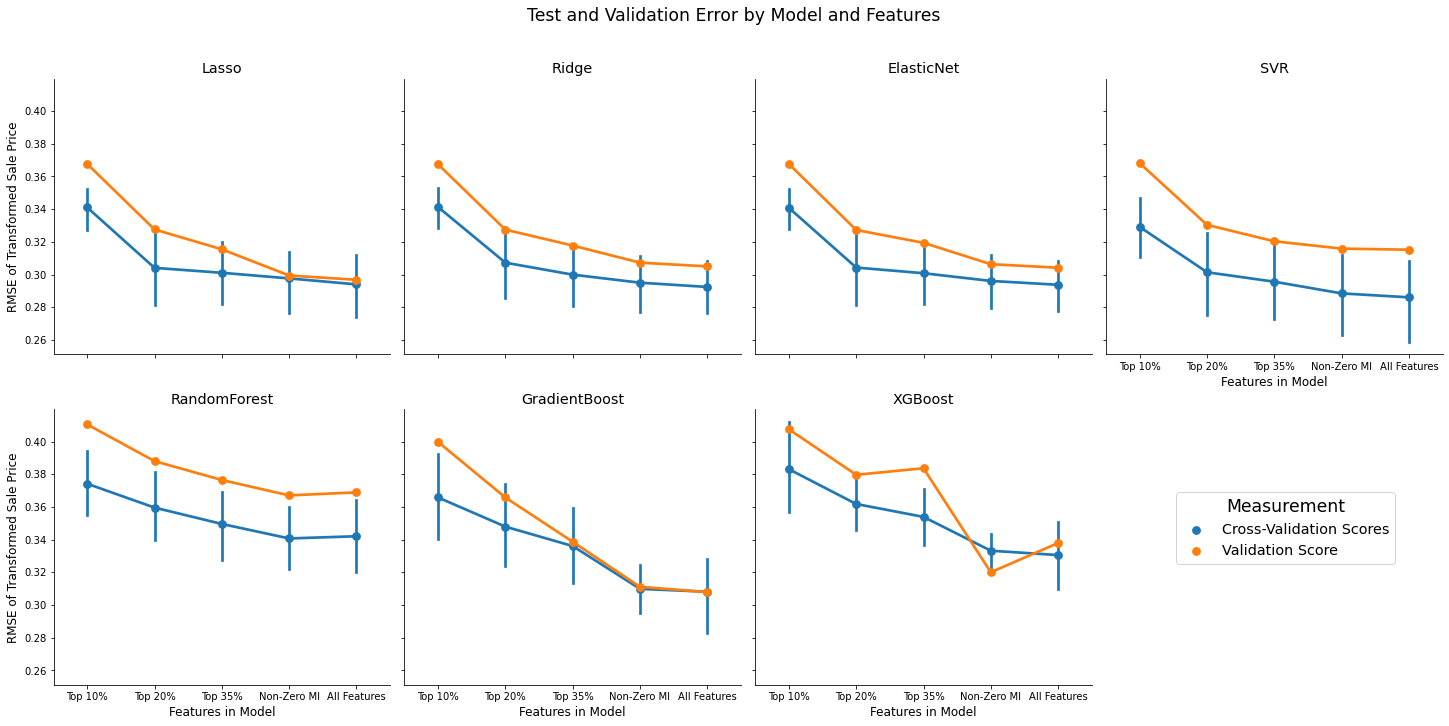 Test and Validation Error by Model and Features
Lasso
Ridge
ElasticNet
SVR
RMSE of Transformed Sale Price
0.40
0.38
0.36
0.34
0.32
0.30
0.28
0.26
Top 10% Top 20% Top 35% Non-Zero MI All Features
Features in Model
RandomForest
GradientBoost
XGBoost
RMSE of Transformed Sale Price
0.40
0.38
0.36
0.34
0.32
0.30
0.28
0.26
Top 10% Top 20% Top 35% Non-Zero MI All Features
Features in Model
Top 10% Top 20% Top 35% Non-Zero MI All Features
Features in Model
Top 10% Top 20% Top 35% Non-Zero MI All Features
Features in Model
Measurement
Cross-Validation Scores
Validation Score